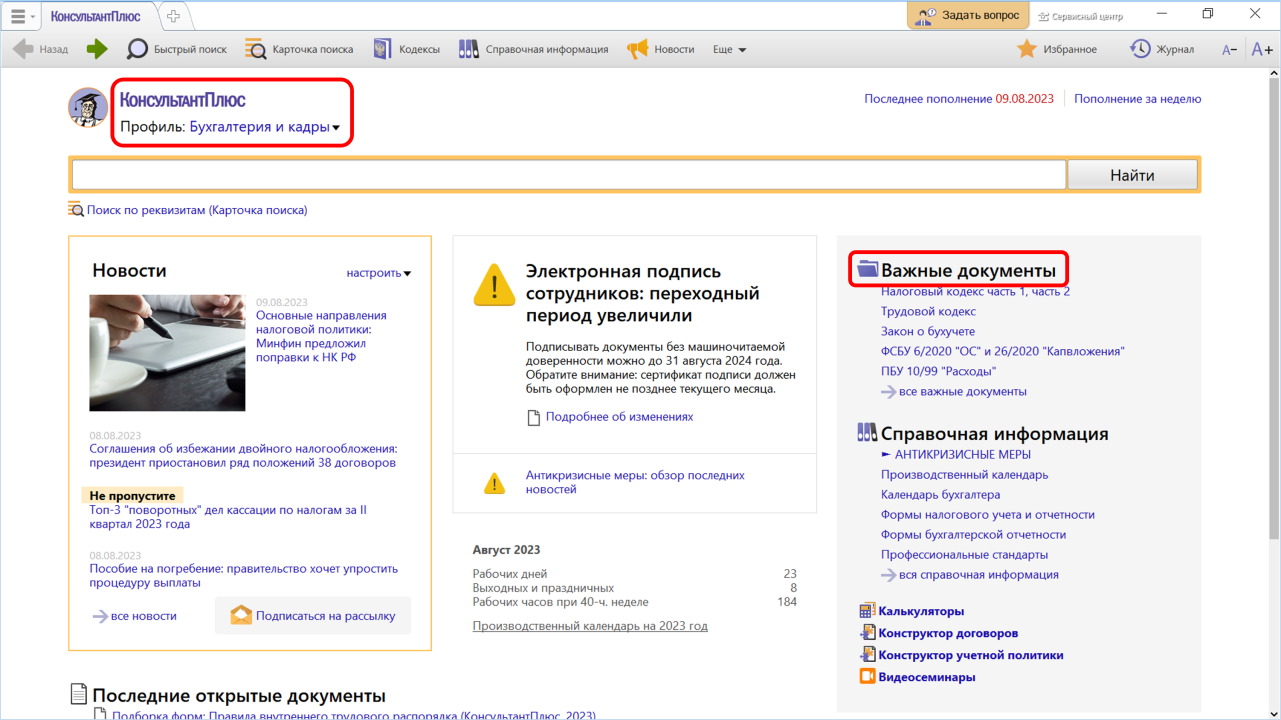 КонсультантПлюс
Задать вопрос
Сервисный центр
Назад
Быстрый поиск
Карточка поиска
Кодексы
Справочная информация
Новости
Еще
Избранное
Журнал
А−
А+
КонсультантПлюс
Профиль: Бухгалтерия и кадры
Последнее пополнение 09.08.2023
Пополнение за неделю
Найти
Поиск по реквизитам (Карточка поиска)
Новости
настроить
09.08.2023
Основные направления
налоговой политики:
Минфин предложил
поправки к НК РФ
08.08.2023
Соглашения об избежании двойного налогообложения:
президент приостановил ряд положений 38 договоров
Не пропустите
Топ-3 "поворотных" дел кассации по налогам за II
квартал 2023 года
08.08.2023
Пособие на погребение: правительство хочет упростить
процедуру выплаты
все новости
Подписаться на рассылку
Электронная подпись
сотрудников: переходный
период увеличили
Подписывать документы без машиночитаемой
доверенности можно до 31 августа 2024 года.
Обратите внимание: сертификат подписи должен
быть оформлен не позднее текущего месяца.
Подробнее об изменениях
Антикризисные меры: обзор последних
новостей
Август 2023
Рабочих дней 23
Выходных и праздничных 8
Рабочих часов при 40-ч. неделе 184
Производственный календарь на 2023 год
Важные документы
Налоговый кодекс часть 1, часть 2
Трудовой кодекс
Закон о бухучете
ФСБУ 6/2020 "ОС" и 26/2020 "Капвложения"
ПБУ 10/99 "Расходы"
все важные документы
Справочная информация
► АНТИКРИЗИСНЫЕ МЕРЫ
Производственный календарь
Календарь бухгалтера
Формы налогового учета и отчетности
Формы бухгалтерской отчетности
Профессиональные стандарты
вся справочная информация
Калькуляторы
Конструктор договоров
Конструктор учетной политики
Видеосеминары
Последние открытые документы
Подборка форм: Правила внутреннего трудового распорядка (КонсультантПлюс, 2023)